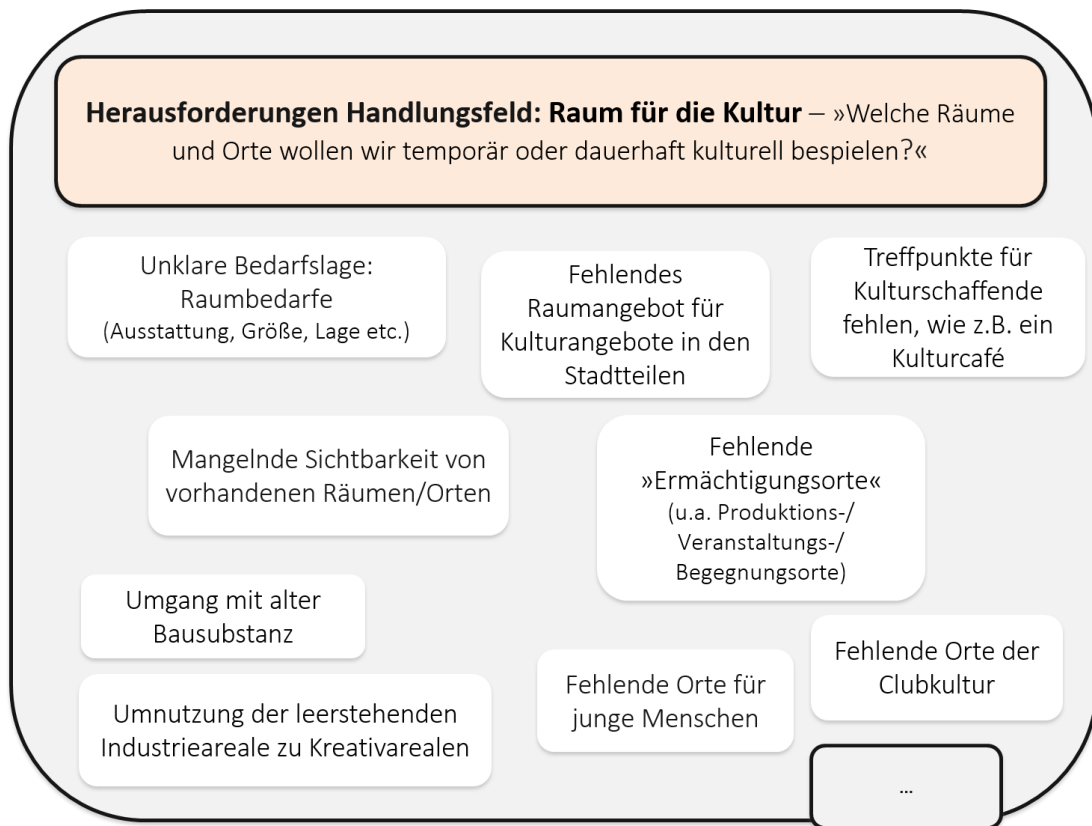 Herausforderungen Handlungsfeld: Raum für die Kultur – »Welche Räume
und Orte wollen wir temporär oder dauerhaft kulturell bespielen?«
Unklare Bedarfslage:
Raumbedarfe
(Ausstattung, Größe, Lage etc.)
Fehlendes
Raumangebot für
Kulturangebote in den
Stadtteilen
Treffpunkte für
Kulturschaffende
fehlen, wie z.B. ein
Kulturcafé
Mangelnde Sichtbarkeit von
vorhandenen Räumen/Orten
Fehlende
»Ermächtigungsorte«
(u.a. Produktions-/
Veranstaltungs-/
Begegnungsorte)
Umgang mit alter
Bausubstanz
Umnutzung der leerstehenden
Industrieareale zu Kreativarealen
Fehlende Orte für
junge Menschen
Fehlende Orte der
Clubkultur
...